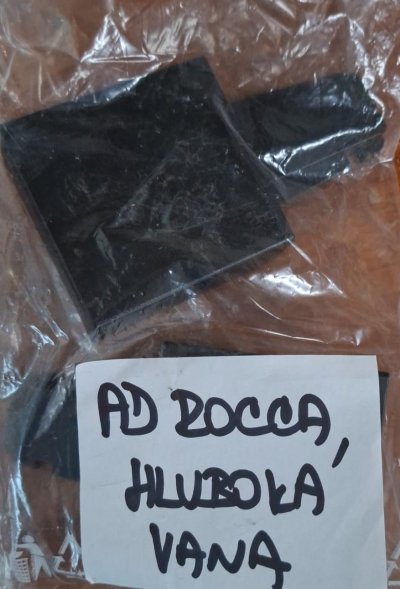 AD ROCCA,
HLUBOKÁ
VANA